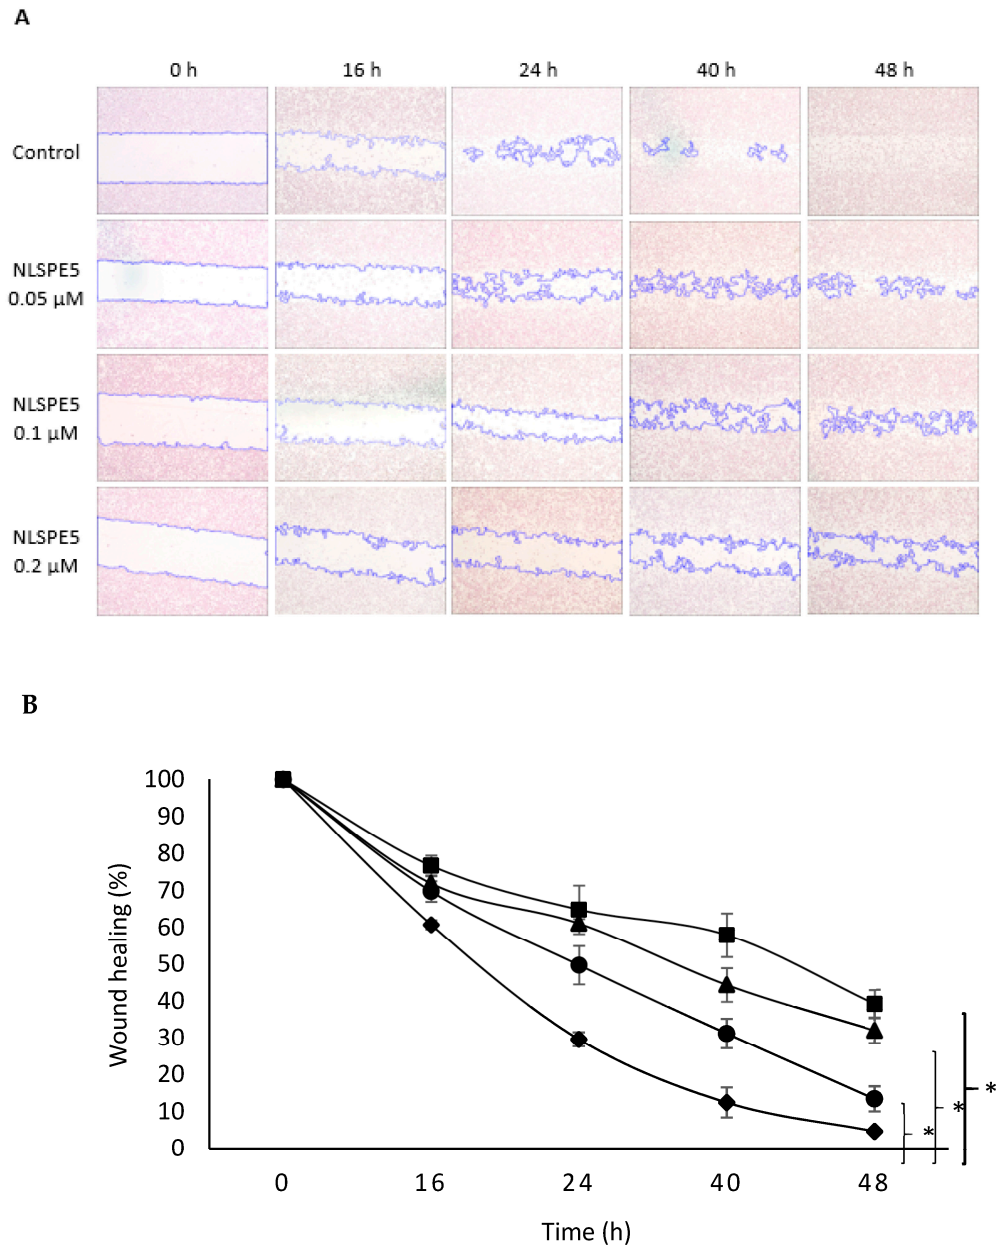 A
0 h 16 h 24 h 40 h 48 h
Control
NLSPE5
0.05 µM
NLSPE5
0.1 µM
NLSPE5
0.2 µM
B
Wound healing (%)
100
90
80
70
60
50
40
30
20
10
0
*
*
*
0 16 24 40 48
Time (h)